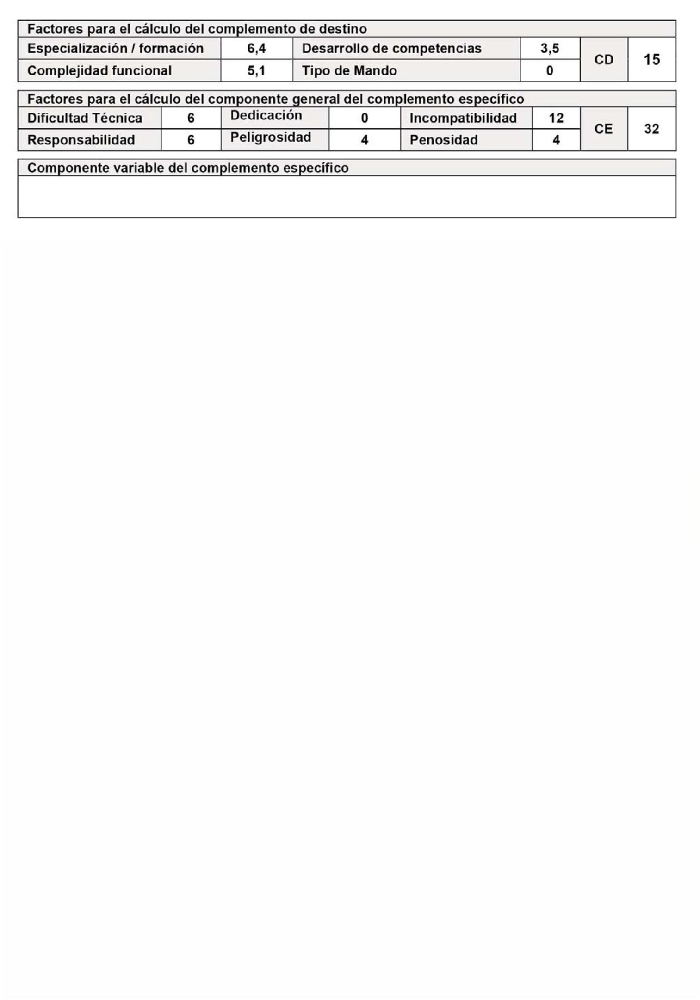 Factores para el cálculo del complemento de destino
Especialización / formación 6,4 Desarrollo de competencias 3,5 CD 15
Complejidad funcional 5,1 Tipo de Mando 0
Factores para el cálculo del componente general del complemento específico
Dificultad Técnica 6 Dedicación 0 Incompatibilidad 12 CE 32
Responsabilidad 6 Peligrosidad 4 Penosidad 4
Componente variable del complemento específico